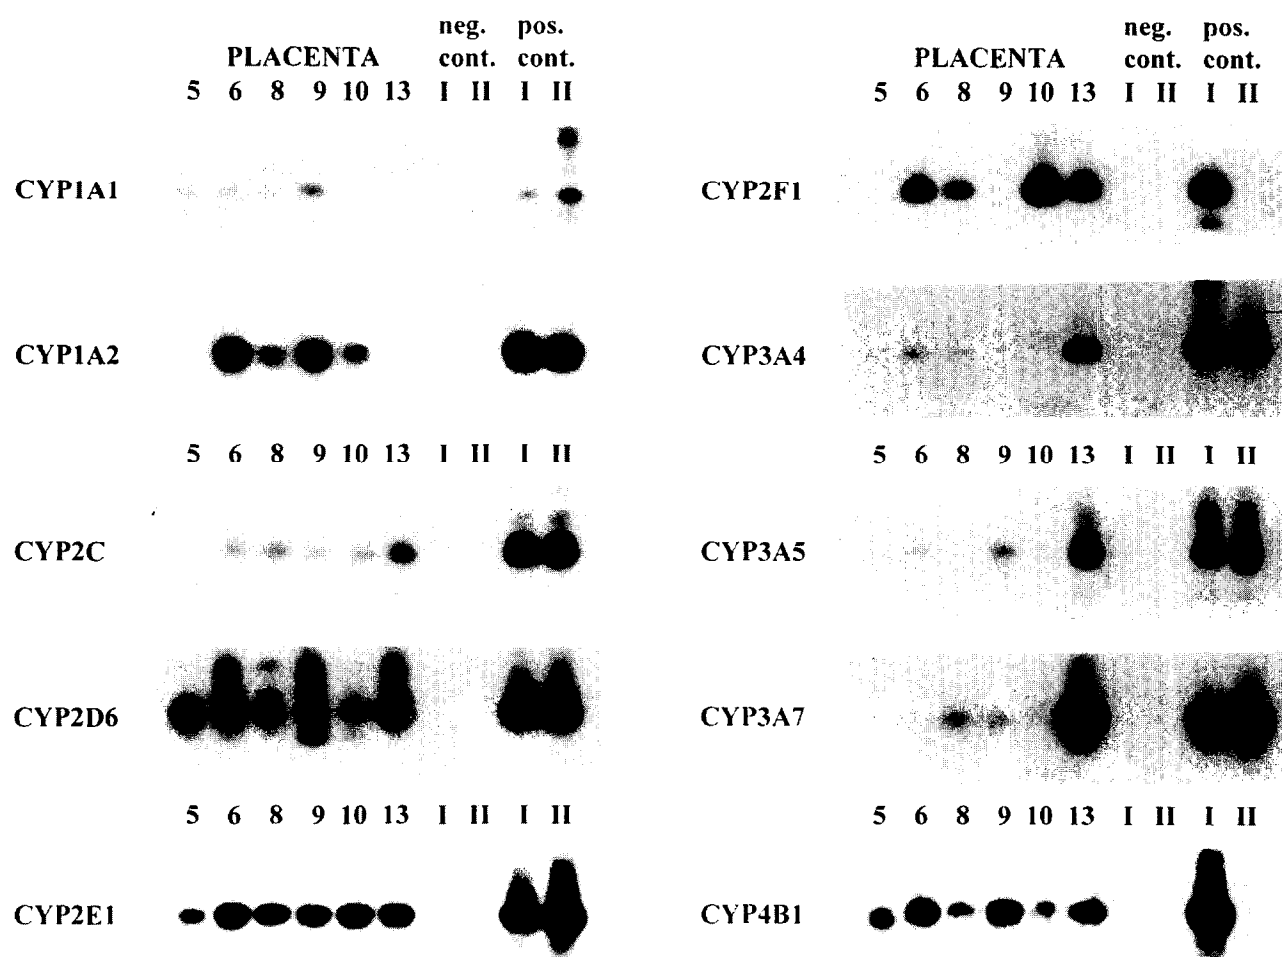 neg. pos.
PLACENTA cont. cont.
5 6 8 9 10 13 I II I II
CYP1A1
CYP1A2
5 6 8 9 10 13 I II I II
CYP2C
CYP2D6
5 6 8 9 10 13 I II I II
CYP2E1
neg. pos.
PLACENTA cont. cont.
5 6 8 9 10 13 I II I II
CYP2F1
CYP3A4
5 6 8 9 10 13 I II I II
CYP3A5
CYP3A7
5 6 8 9 10 13 I II I II
CYP4B1